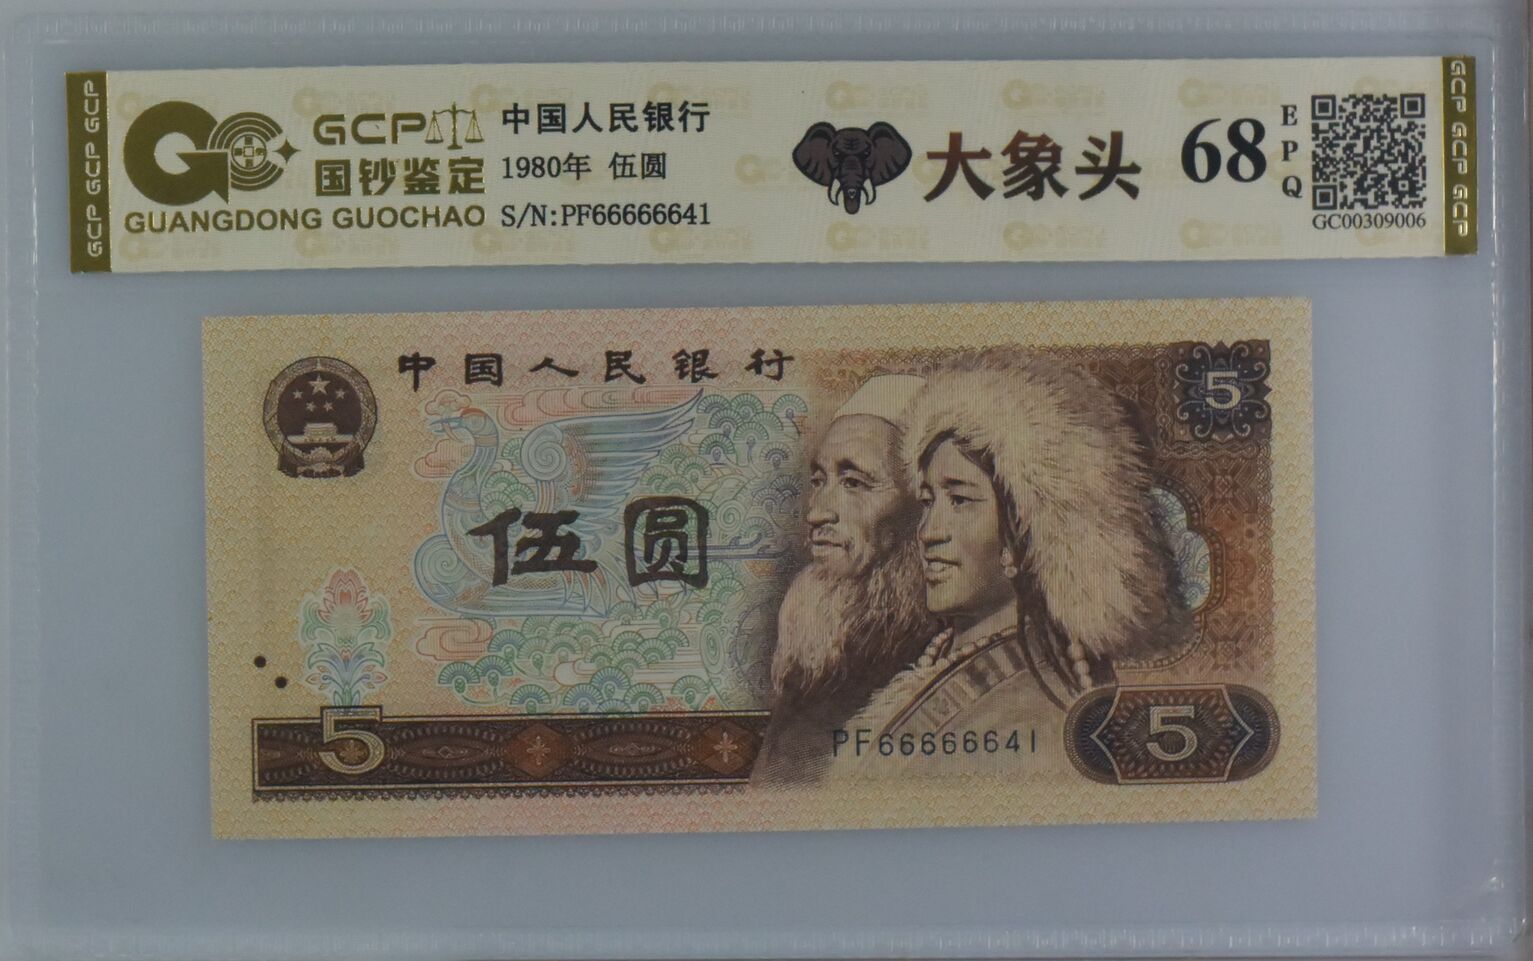 GCP GCP GCP
GCP
国钞鉴定
GUANGDONG GUOCHAO
中国人民银行
1980年 伍圆
S/N:PF66666641
大象头
68
EPQ
GC00309006
GCP GCP GCP GCP
中国人民银行
5
伍圆
5
PF66666641
5